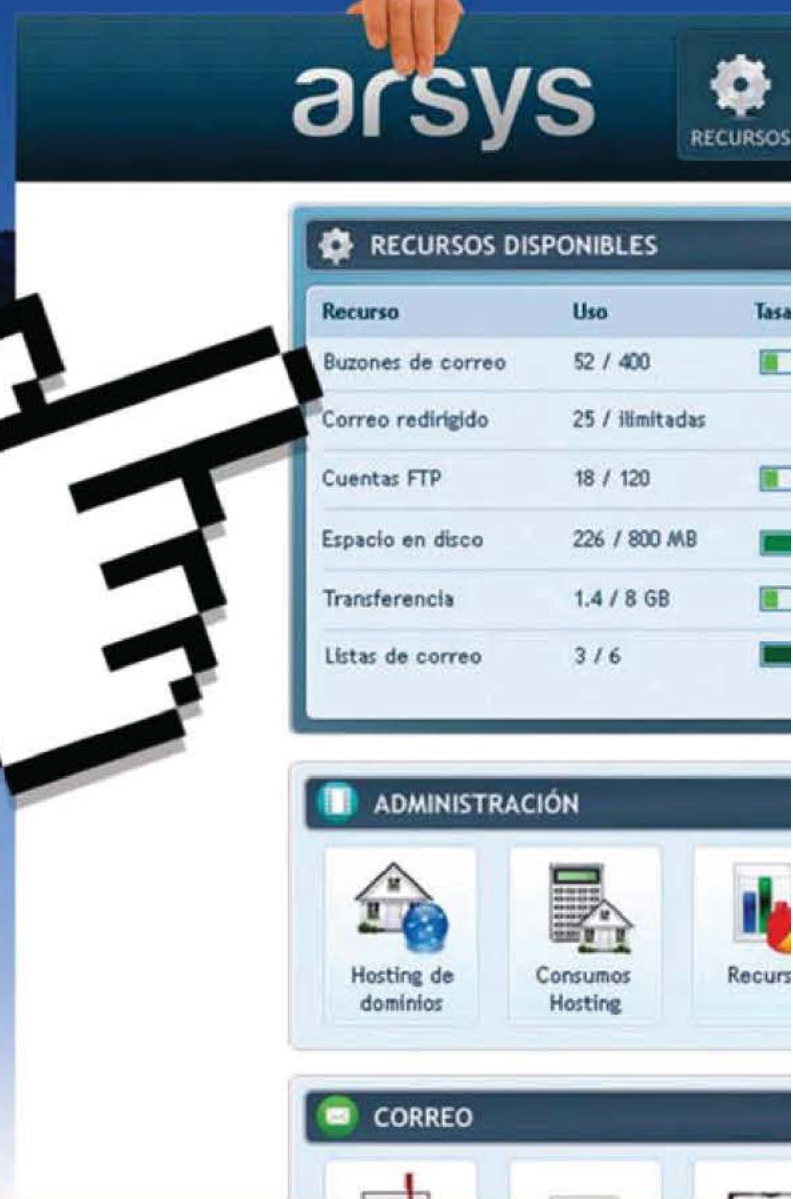 arsys
RECURSOS
RECURSOS DISPONIBLES
Recurso Uso Tasa
Buzones de correo 52 / 400
Correo redirigido 25 / ilimitadas
Cuentas FTP 18 / 120
Espacio en disco 226 / 800 MB
Transferencia 1.4 / 8 GB
Listas de correo 3 / 6
ADMINISTRACIÓN
Hosting de
dominios
Consumos
Hosting
Recurs
CORREO